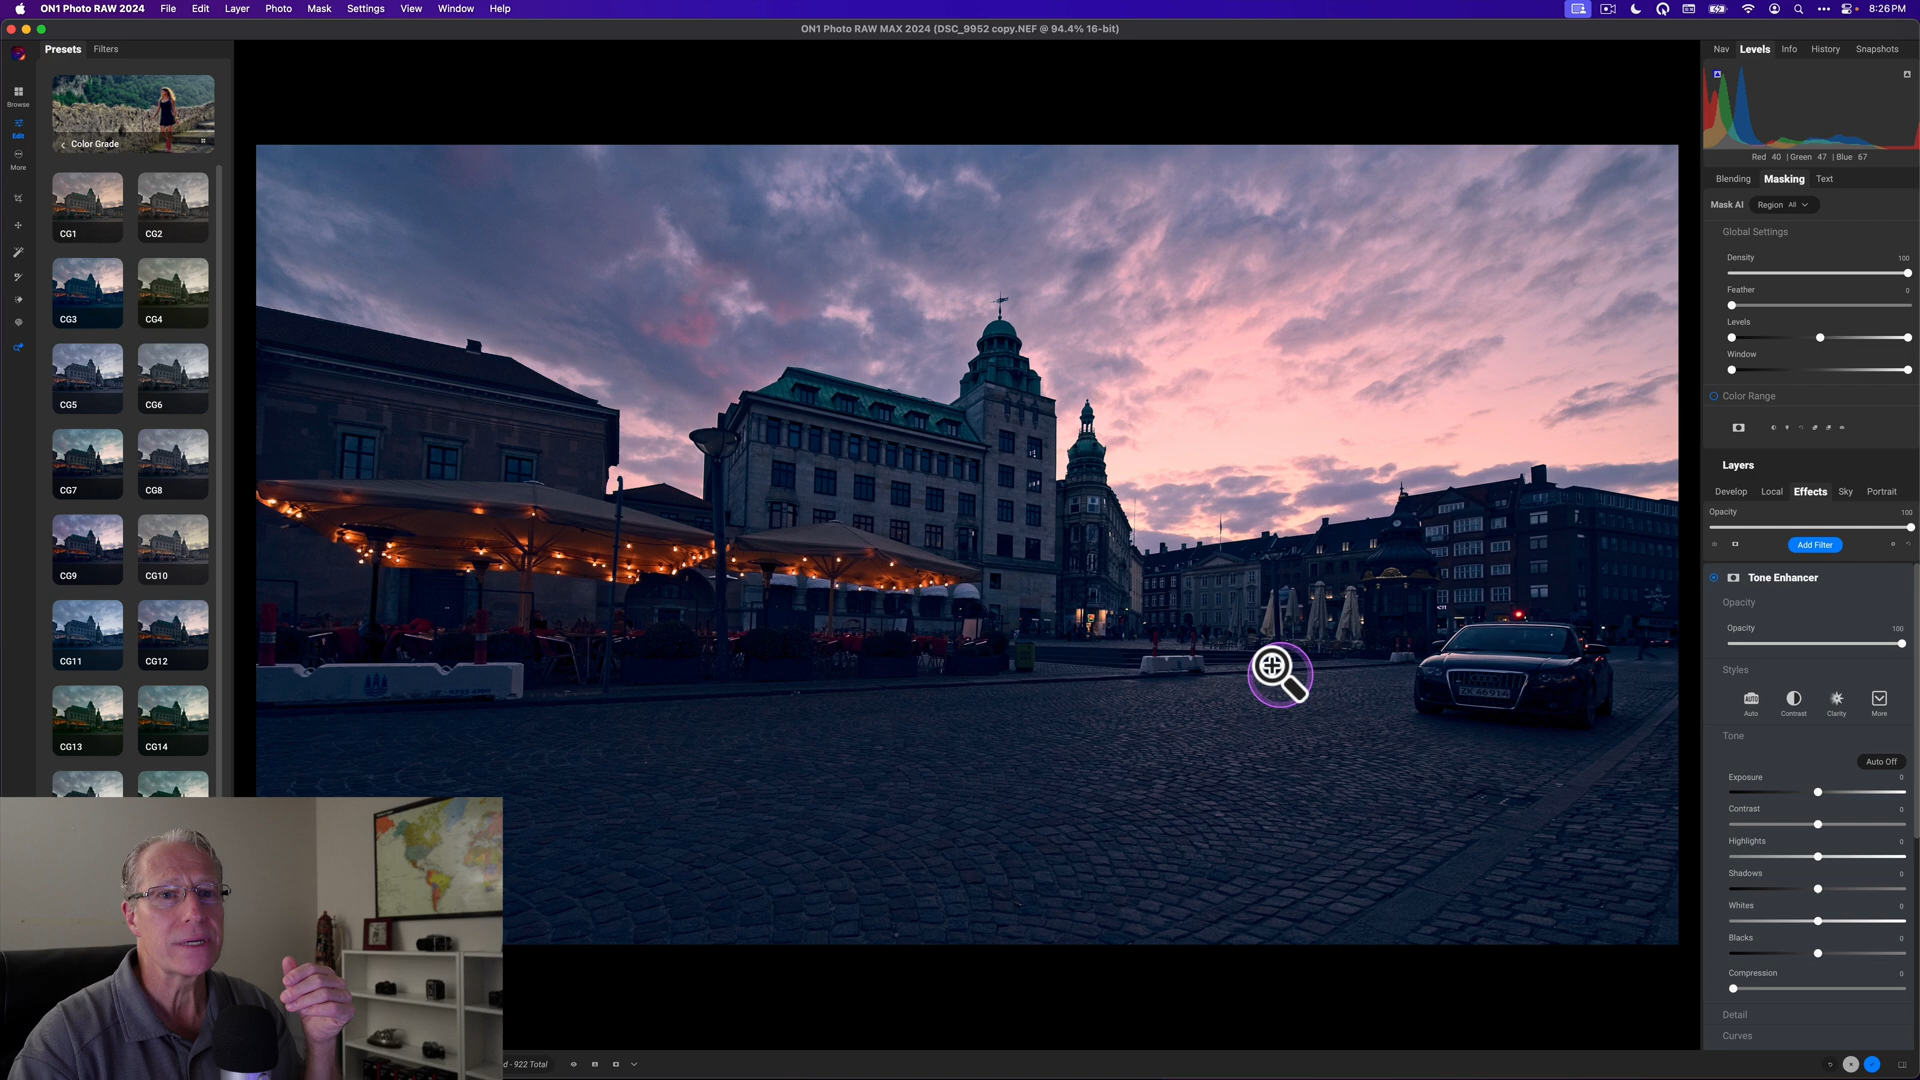 ON1 Photo RAW 2024 File Edit Layer Photo Mask Settings View Window Help 8:26PM
ON1 Photo RAW MAX 2024 (DSC_9952 copy.NEF @ 94.4% 16-bit)
Presets Filters
Nav Levels Info History Snapshots
Browse
Edit
More
Color Grade
CG1 CG2
CG3 CG4
CG5 CG6
CG7 CG8
CG9 CG10
CG11 CG12
CG13 CG14
ZK 46914
Red 40 | Green 47 | Blue 67
Blending Masking Text
Mask AI Region All
Global Settings
Density 100
Feather 0
Levels
Window
Color Range
Layers
Develop Local Effects Sky Portrait
Opacity 100
Add Filter
Tone Enhancer
Opacity
Opacity 100
Styles
AUTO
Auto Contrast Clarity More
Tone
Auto Off
Exposure 0
Contrast 0
Highlights 0
Shadows 0
Whites 0
Blacks 0
Compression 0
Detail
Curves
d - 922 Total